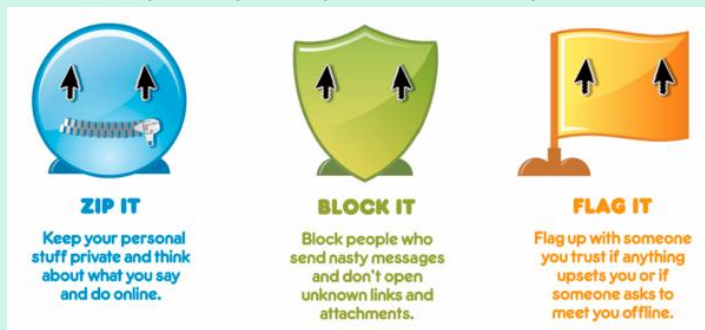 ZIP IT
Keep your personal
stuff private and think
about what you say
and do online.
BLOCK IT
Block people who
send nasty messages
and don't open
unknown links and
attachments.
FLAG IT
Flag up with someone
you trust if anything
upsets you or if
someone asks to
meet you offline.